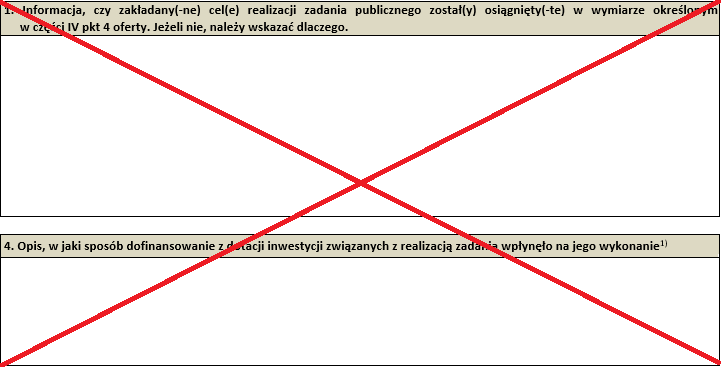 1. Informacja, czy zakładany(-ne) cel(e) realizacji zadania publicznego został(y) osiągnięty(-te) w wymiarze określonym
w części IV pkt 4 oferty. Jeżeli nie, należy wskazać dlaczego.
4. Opis, w jaki sposób dofinansowanie z dotacji inwestycji związanych z realizacją zadania wpłynęło na jego wykonanie¹⁾